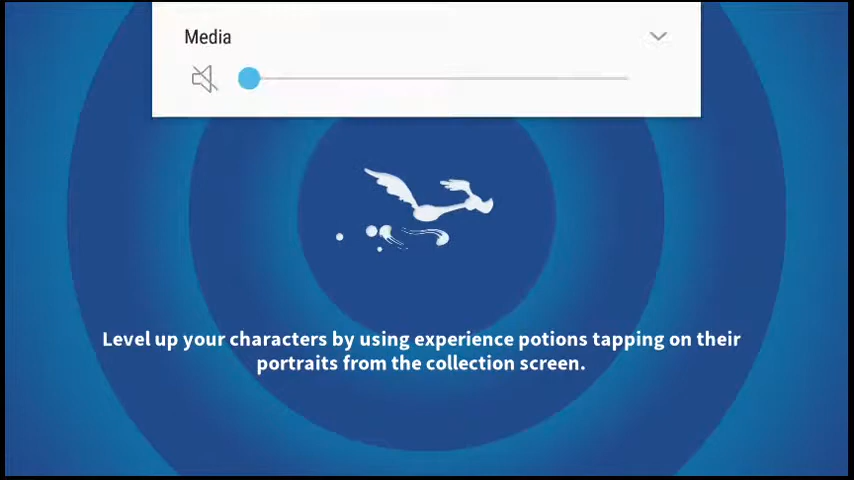 Media
Level up your characters by using experience potions tapping on their
portraits from the collection screen.